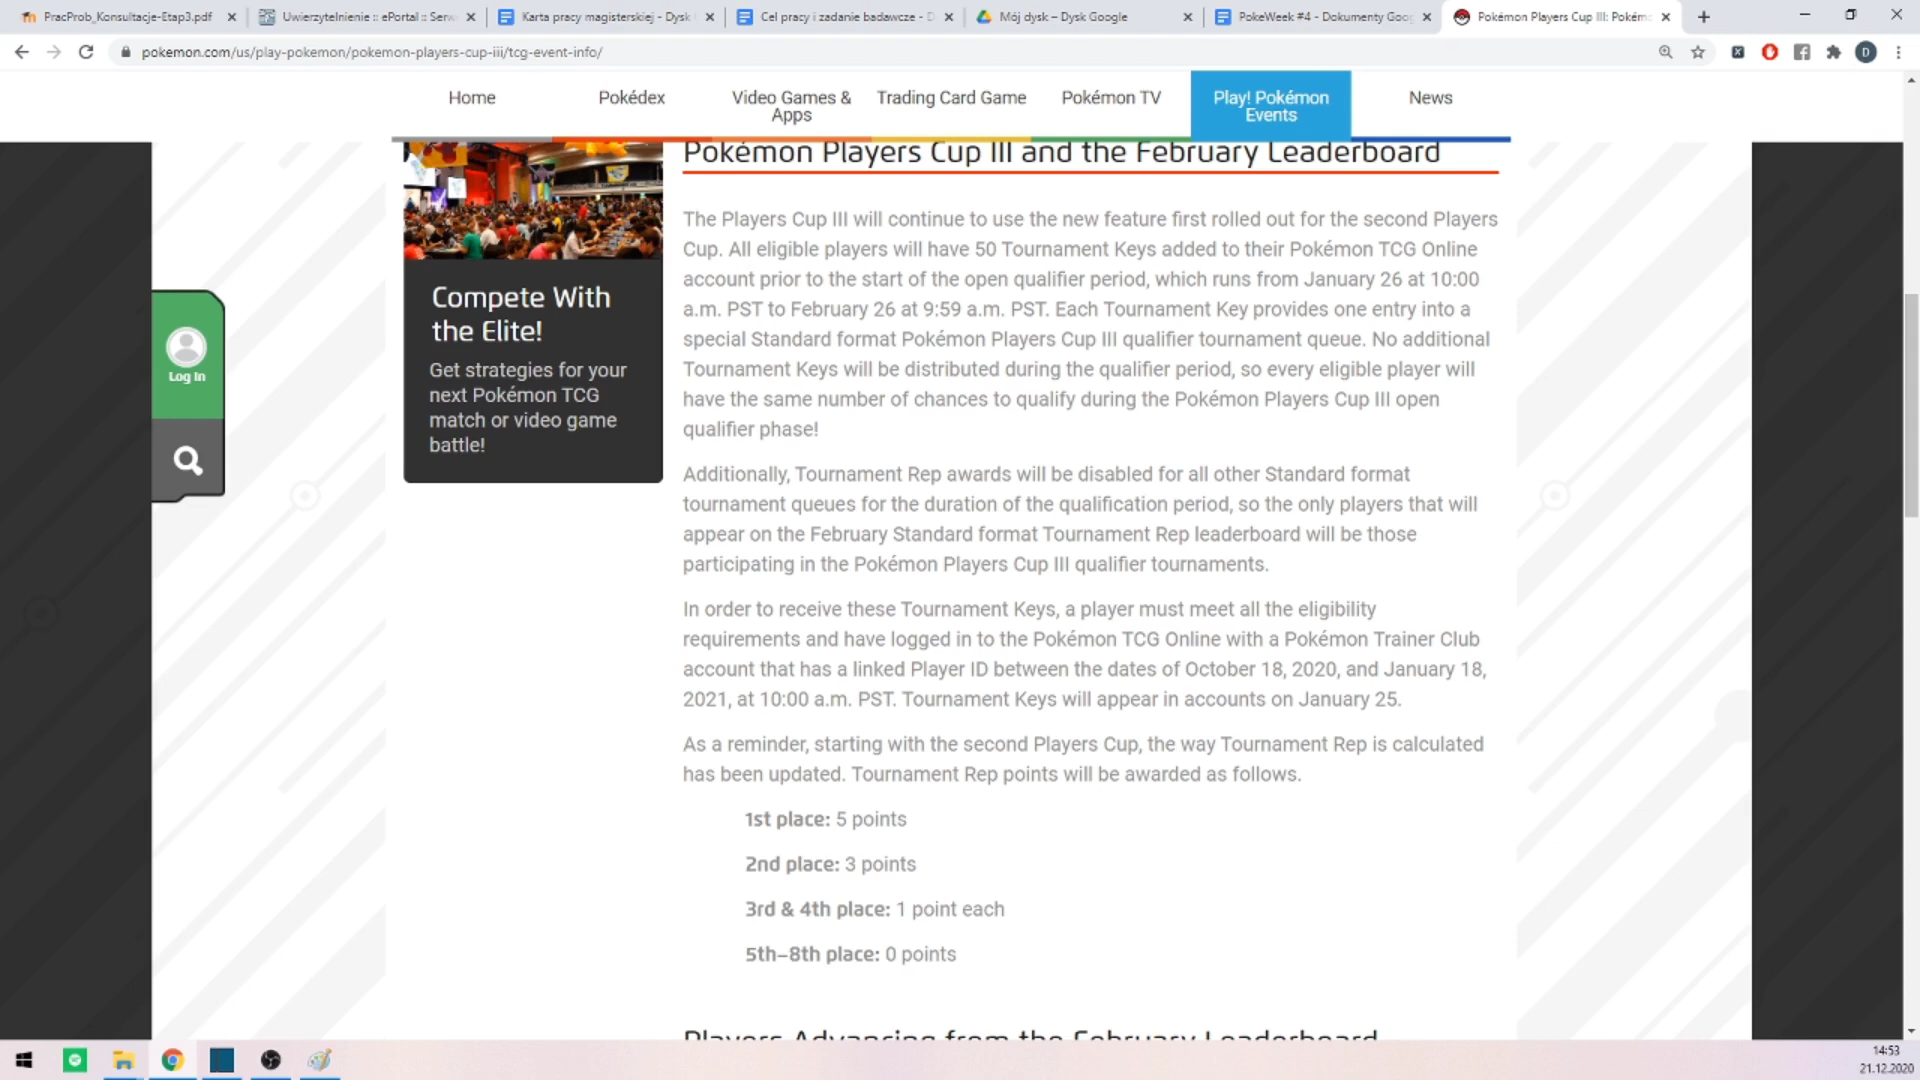 PracProb_Konsultacje-Etap3.pdf
Uwierzytelnienie :: ePortal :: Serw
Karta pracy magisterskiej - Dysk
Cel pracy i zadanie badawcze - D
Mój dysk – Dysk Google
PokeWeek #4 - Dokumenty Goog
Pokémon Players Cup III: Pokémo
pokemon.com/us/play-pokemon/pokemon-players-cup-iii/tcg-event-info/
D
Home
Pokédex
Video Games &
Apps
Trading Card Game
Pokémon TV
Play! Pokémon
Events
News
Log In
Compete With
the Elite!
Get strategies for your
next Pokémon TCG
match or video game
battle!
Pokémon Players Cup III and the February Leaderboard
The Players Cup III will continue to use the new feature first rolled out for the second Players
Cup. All eligible players will have 50 Tournament Keys added to their Pokémon TCG Online
account prior to the start of the open qualifier period, which runs from January 26 at 10:00
a.m. PST to February 26 at 9:59 a.m. PST. Each Tournament Key provides one entry into a
special Standard format Pokémon Players Cup III qualifier tournament queue. No additional
Tournament Keys will be distributed during the qualifier period, so every eligible player will
have the same number of chances to qualify during the Pokémon Players Cup III open
qualifier phase!
Additionally, Tournament Rep awards will be disabled for all other Standard format
tournament queues for the duration of the qualification period, so the only players that will
appear on the February Standard format Tournament Rep leaderboard will be those
participating in the Pokémon Players Cup III qualifier tournaments.
In order to receive these Tournament Keys, a player must meet all the eligibility
requirements and have logged in to the Pokémon TCG Online with a Pokémon Trainer Club
account that has a linked Player ID between the dates of October 18, 2020, and January 18,
2021, at 10:00 a.m. PST. Tournament Keys will appear in accounts on January 25.
As a reminder, starting with the second Players Cup, the way Tournament Rep is calculated
has been updated. Tournament Rep points will be awarded as follows.
1st place: 5 points
2nd place: 3 points
3rd & 4th place: 1 point each
5th–8th place: 0 points
Players Advancing from the February Leaderboard
14:53
21.12.2020